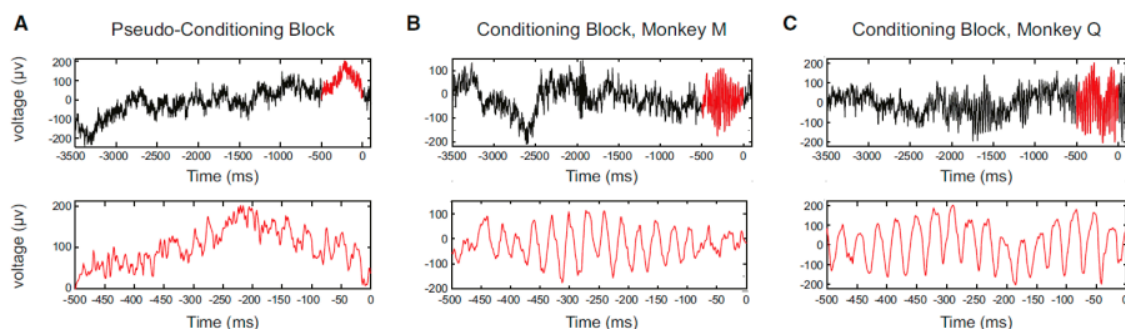 A Pseudo-Conditioning Block
B Conditioning Block, Monkey M
C Conditioning Block, Monkey Q
voltage (μv)
200
100
0
-100
-200
-3500 -3000 -2500 -2000 -1500 -1000 -500 0
Time (ms)
100
0
-100
-200
-3500 -3000 -2500 -2000 -1500 -1000 -500 0
Time (ms)
200
100
0
-100
-200
-3500 -3000 -2500 -2000 -1500 -1000 -500 0
Time (ms)
voltage (μv)
200
100
0
-500 -450 -400 -350 -300 -250 -200 -150 -100 -50 0
Time (ms)
100
0
-100
-200
-500 -450 -400 -350 -300 -250 -200 -150 -100 -50 0
Time (ms)
200
100
0
-100
-200
-500 -450 -400 -350 -300 -250 -200 -150 -100 -50 0
Time (ms)